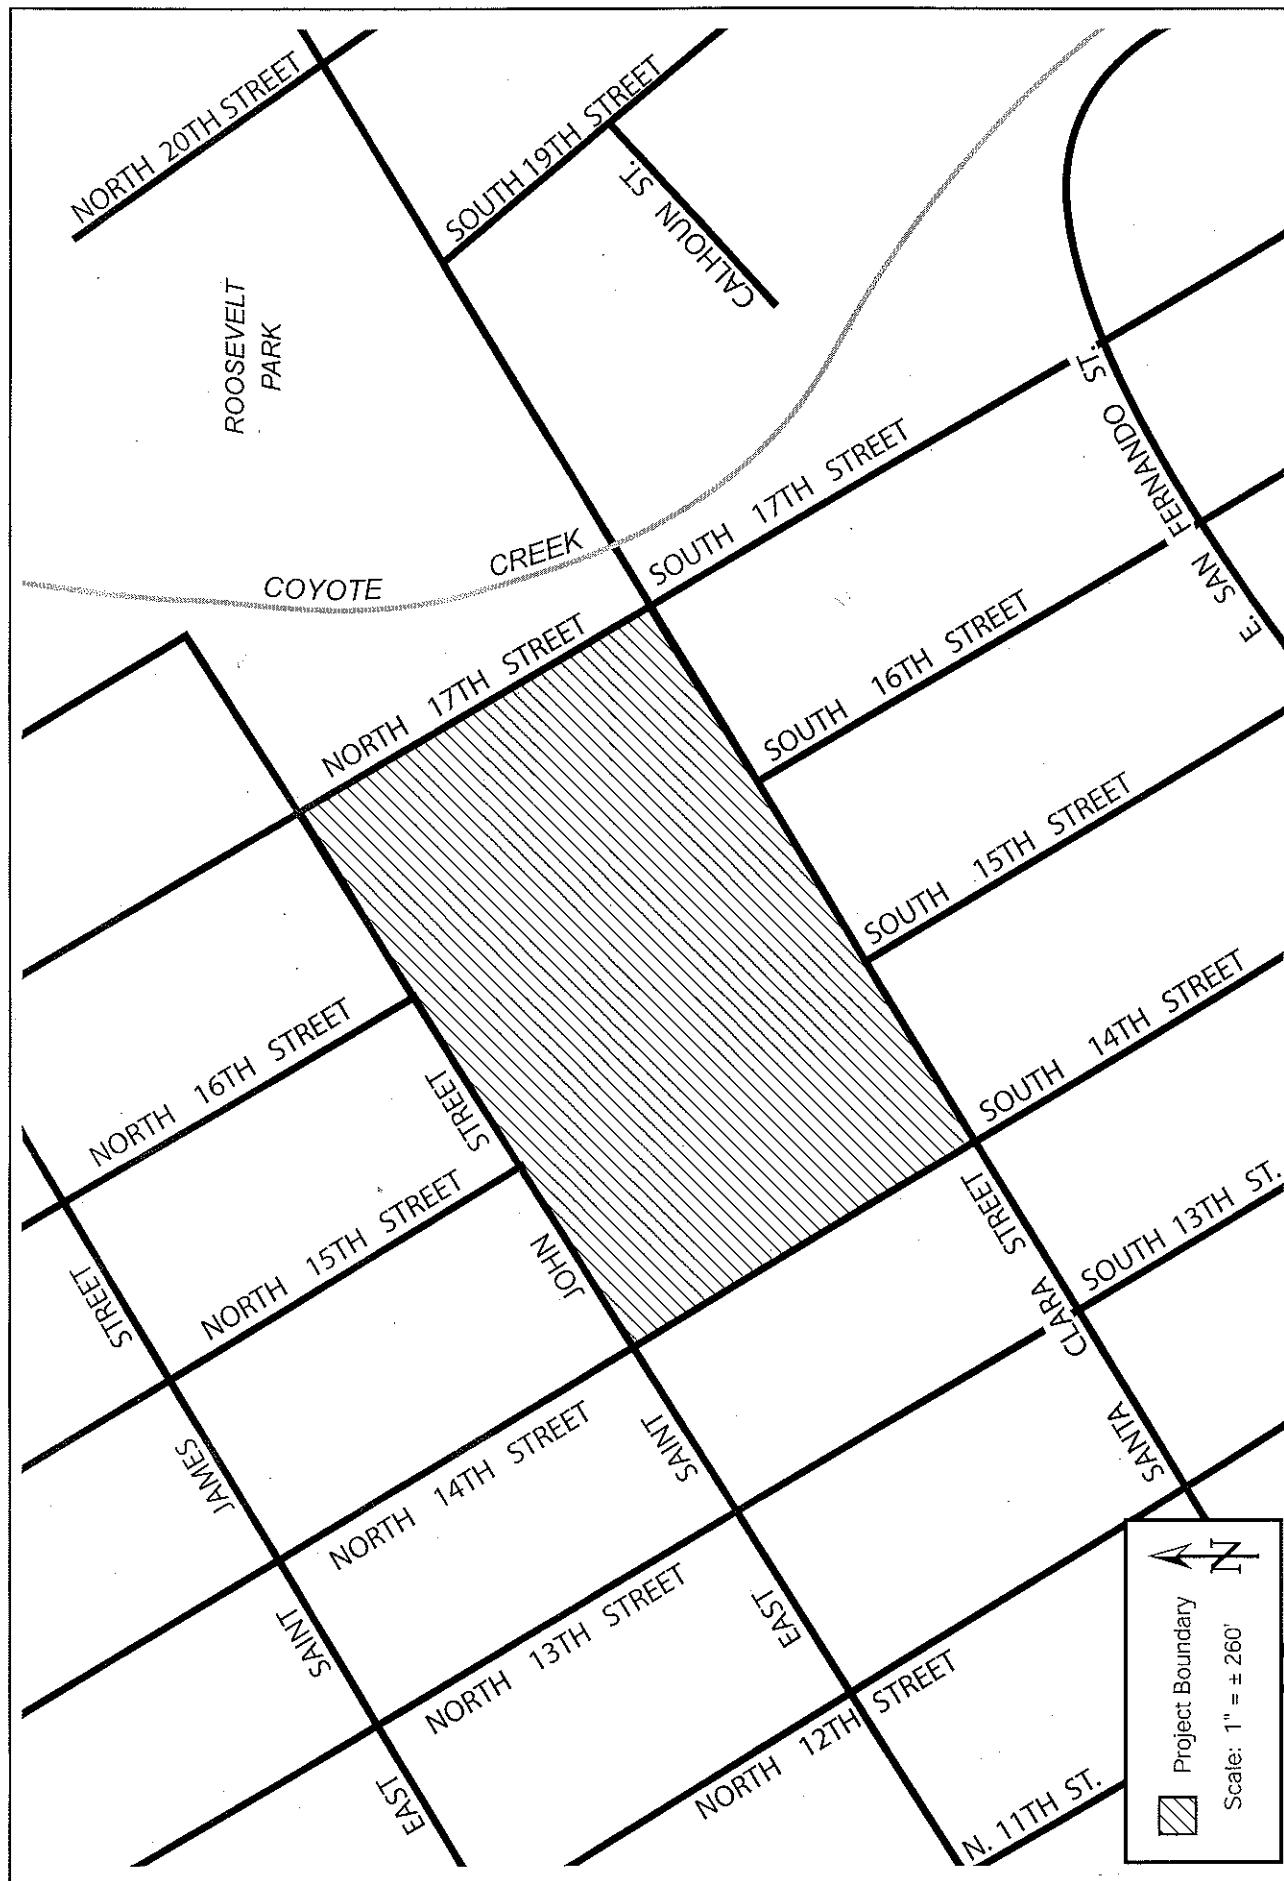 NORTH 20TH STREET
SOUTH 19TH STREET
CALHOUN ST.
ROOSEVELT
PARK
COYOTE CREEK
NORTH 17TH STREET
SOUTH 17TH STREET
E. SAN FERNANDO ST.
SOUTH 16TH STREET
SOUTH 15TH STREET
SOUTH 14TH STREET
SOUTH 13TH ST.
NORTH 16TH STREET
NORTH 15TH STREET
NORTH 14TH STREET
NORTH 13TH STREET
NORTH 12TH STREET
N. 11TH ST.
EAST SAINT JAMES STREET
EAST SAINT JOHN STREET
SANTA CLARA STREET
Project Boundary
Scale: 1" = ± 260'
N